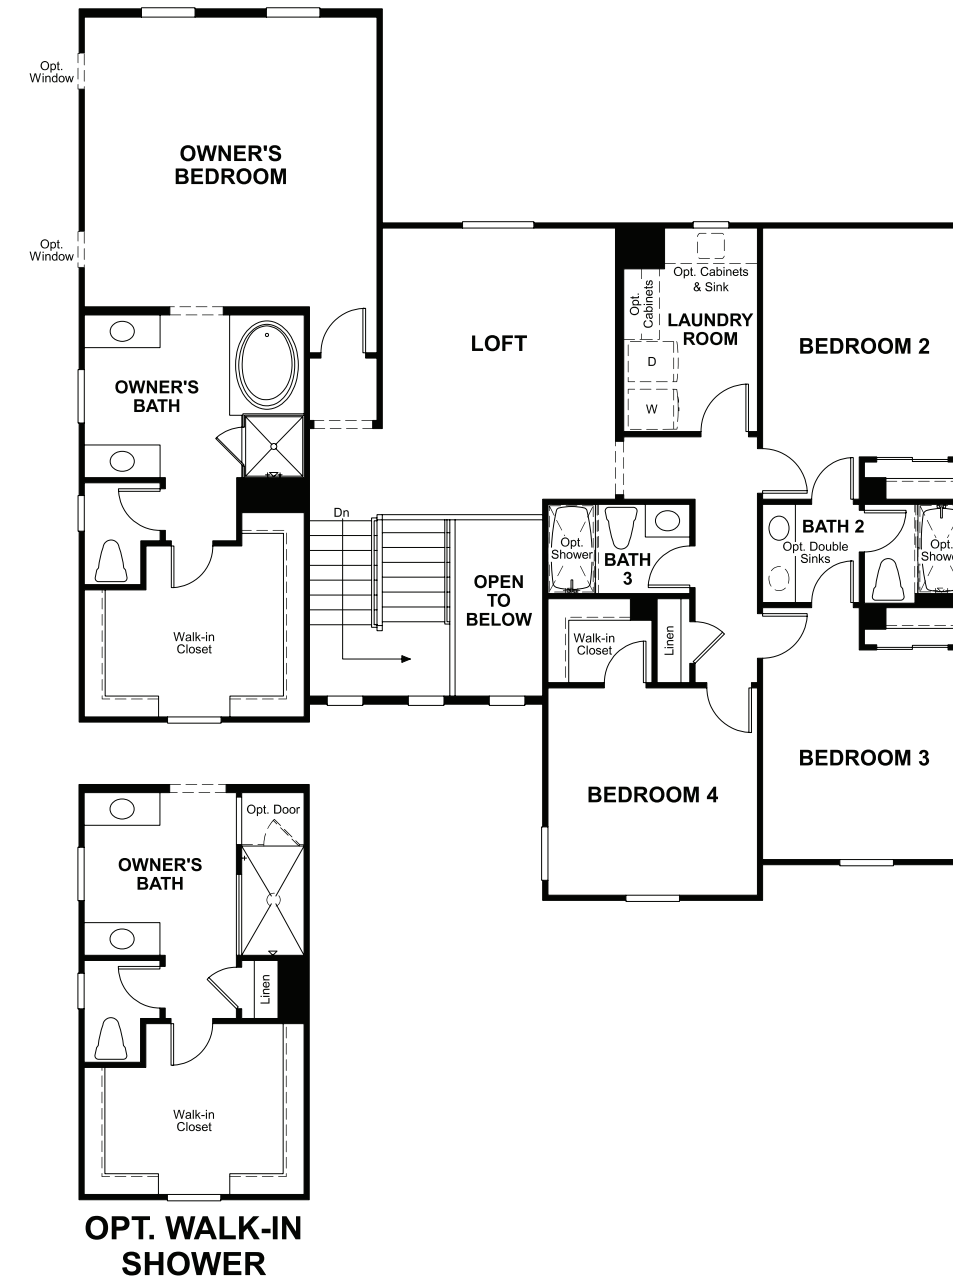 Opt.
Window
OWNER'S
BEDROOM
Opt.
Window
Opt. Cabinets
& Sink
Opt.
Cabinets
LAUNDRY
ROOM
LOFT
BEDROOM 2
D
W
OWNER'S
BATH
Dn
Opt.
Shower
BATH
3
BATH 2
Opt. Double
Sinks
OPEN
TO
BELOW
Walk-in
Closet
Walk-in
Closet
Linen
BEDROOM 3
BEDROOM 4
Opt. Door
OWNER'S
BATH
Linen
Walk-in
Closet
OPT. WALK-IN
SHOWER